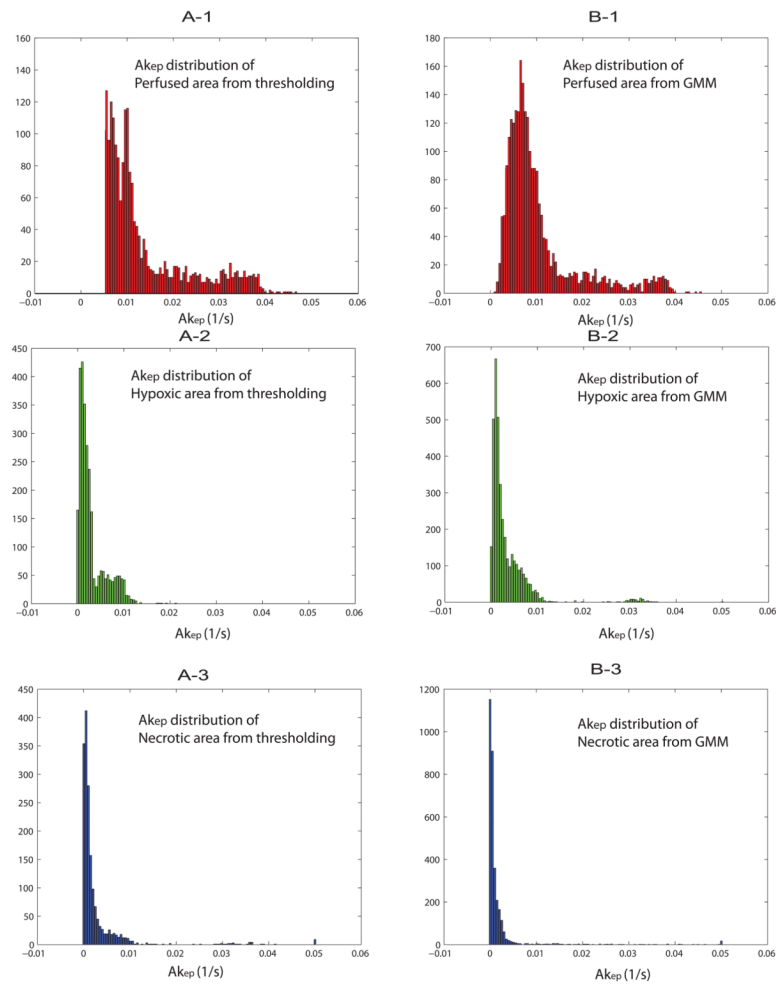 A-1
160
140
120
100
80
60
40
20
0
−0.01 0 0.01 0.02 0.03 0.04 0.05 0.06
Akep distribution of
Perfused area from thresholding
Akep (1/s)
B-1
180
160
140
120
100
80
60
40
20
0
−0.01 0 0.01 0.02 0.03 0.04 0.05 0.06
Akep distribution of
Perfused area from GMM
Akep (1/s)
A-2
450
400
350
300
250
200
150
100
50
0
−0.01 0 0.01 0.02 0.03 0.04 0.05 0.06
Akep distribution of
Hypoxic area from thresholding
Akep (1/s)
B-2
700
600
500
400
300
200
100
0
−0.01 0 0.01 0.02 0.03 0.04 0.05 0.06
Akep distribution of
Hypoxic area from GMM
Akep (1/s)
A-3
450
400
350
300
250
200
150
100
50
0
−0.01 0 0.01 0.02 0.03 0.04 0.05 0.06
Akep distribution of
Necrotic area from thresholding
Akep (1/s)
B-3
1200
1000
800
600
400
200
0
−0.01 0 0.01 0.02 0.03 0.04 0.05 0.06
Akep distribution of
Necrotic area from GMM
Akep (1/s)